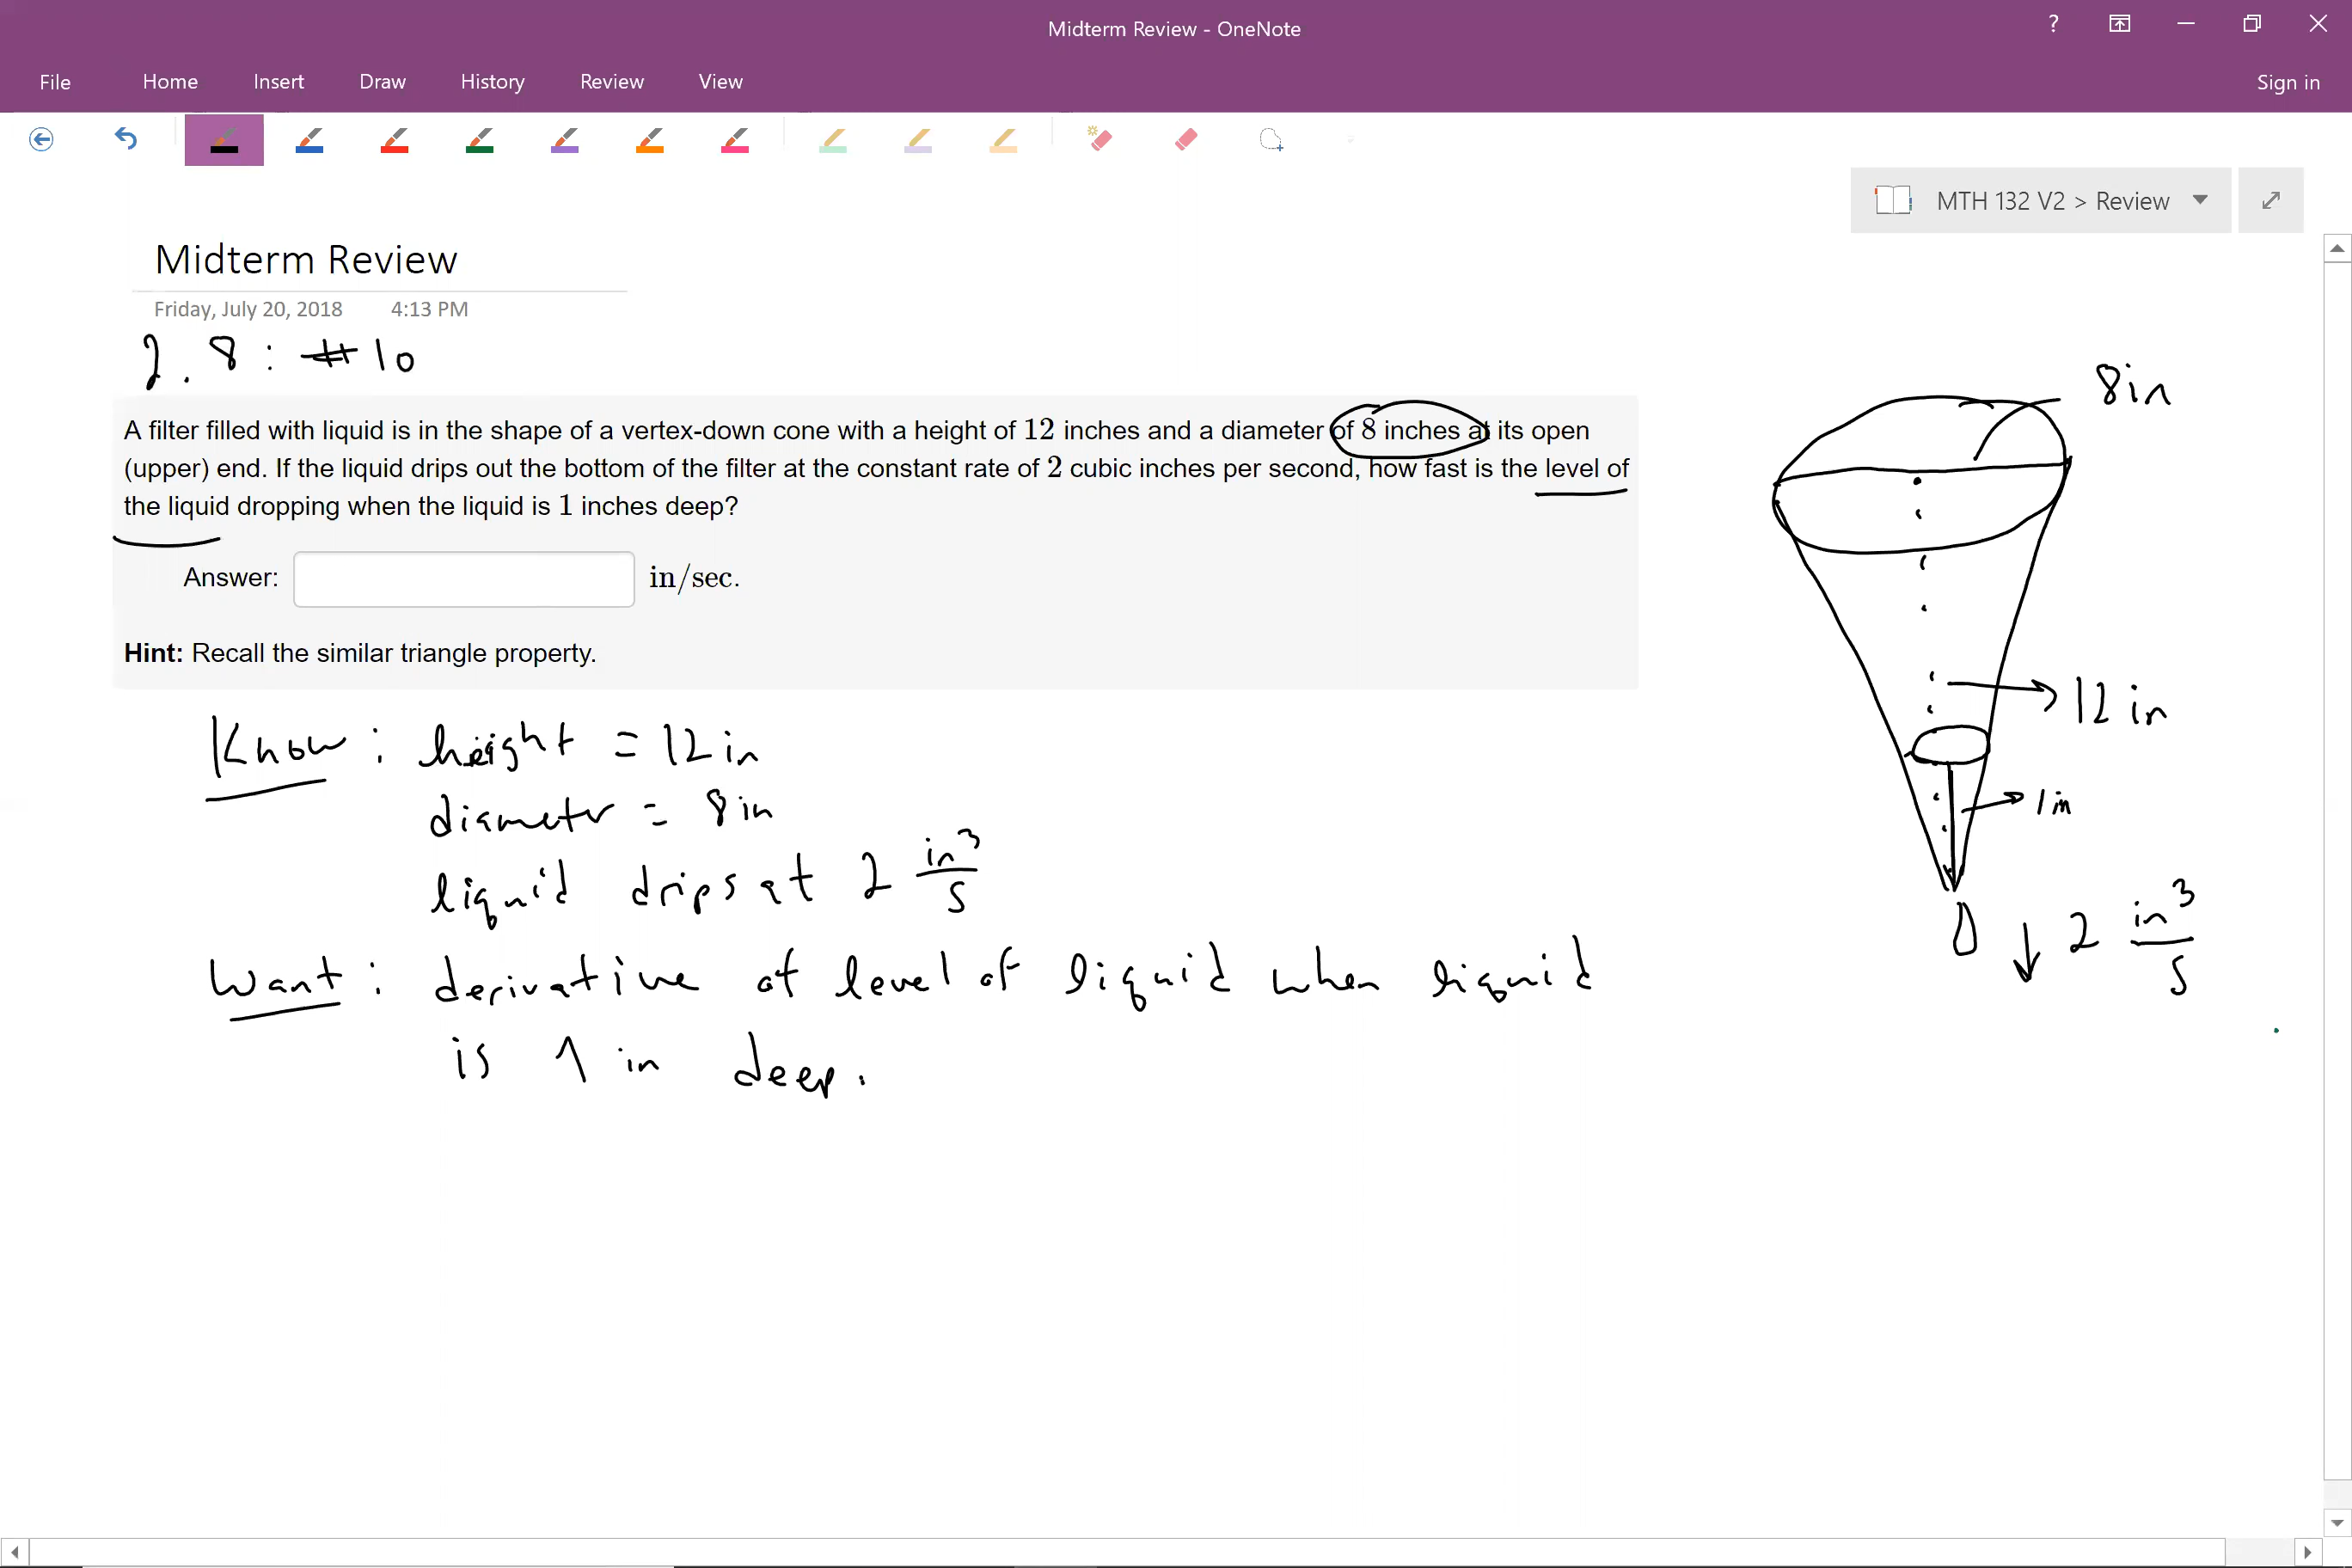 Midterm Review - OneNote
File Home Insert Draw History Review View Sign in
MTH 132 V2 > Review
Midterm Review
Friday, July 20, 2018 4:13 PM
2.8: #10
A filter filled with liquid is in the shape of a vertex-down cone with a height of 12 inches and a diameter of 8 inches at its open
(upper) end. If the liquid drips out the bottom of the filter at the constant rate of 2 cubic inches per second, how fast is the level of
the liquid dropping when the liquid is 1 inches deep?
Answer: in/sec.
Hint: Recall the similar triangle property.
Know: height = 12 in
diameter = 8 in
liquid drips at 2 in³/s
Want: derivative of level of liquid when liquid
is 1 in deep.
8in
12 in
1in
2 in³/s